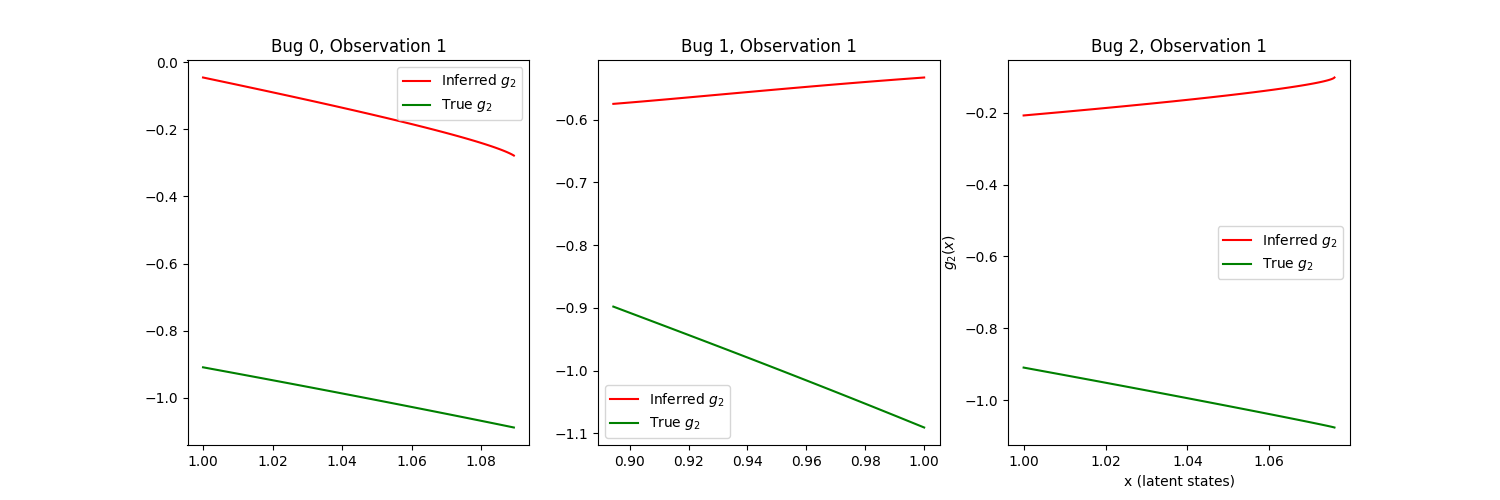 Bug 0, Observation 1
0.0
−0.2
−0.4
−0.6
−0.8
−1.0
1.00 1.02 1.04 1.06 1.08
Inferred g₂
True g₂
Bug 1, Observation 1
−0.6
−0.7
−0.8
−0.9
−1.0
−1.1
0.90 0.92 0.94 0.96 0.98 1.00
Inferred g₂
True g₂
Bug 2, Observation 1
g₂(x)
−0.2
−0.4
−0.6
−0.8
−1.0
1.00 1.02 1.04 1.06
x (latent states)
Inferred g₂
True g₂